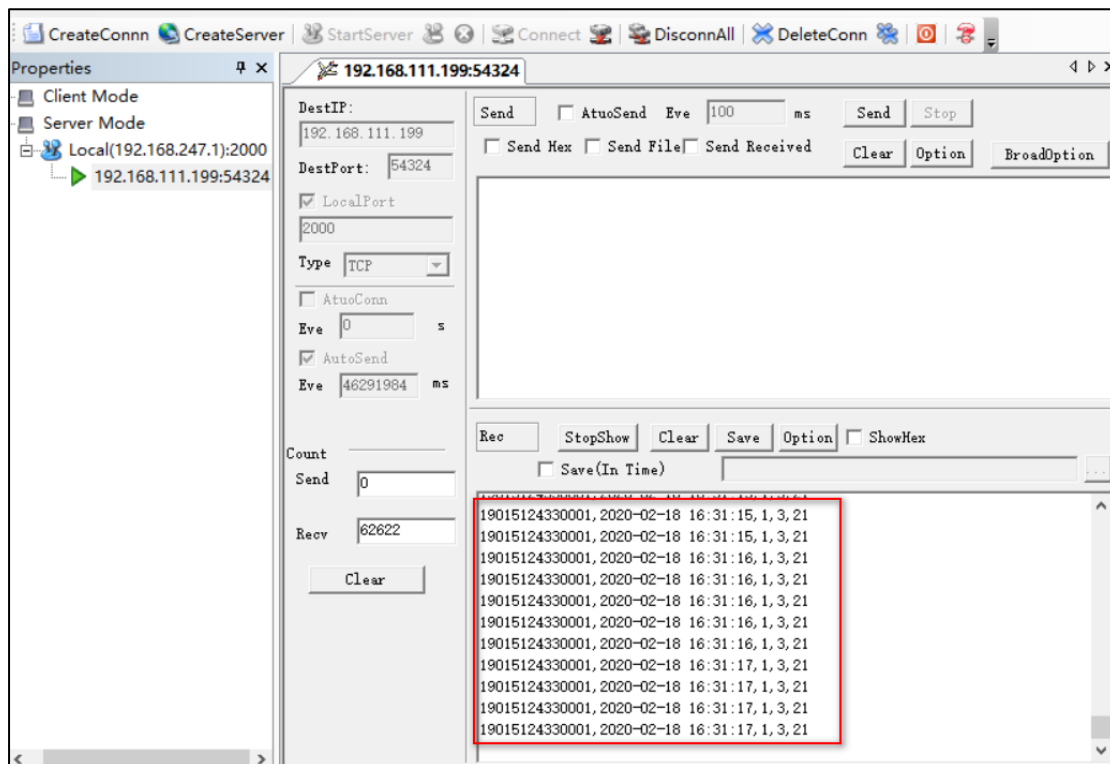 CreateConnn CreateServer StartServer Connect DisconnAll DeleteConn
Properties
Client Mode
Server Mode
Local(192.168.247.1):2000
192.168.111.199:54324
192.168.111.199:54324
DestIP:
192.168.111.199
DestPort: 54324
LocalPort
2000
Type TCP
AtuoConn
Eve 0 s
AutoSend
Eve 46291984 ms
Count
Send 0
Recv 62622
Clear
Send AtuoSend Eve 100 ms Send Stop
Send Hex Send File Send Received Clear Option BroadOption
Rec StopShow Clear Save Option ShowHex
Save(In Time) ...
19015124330001,2020-02-18 16:31:15,1,3,21
19015124330001,2020-02-18 16:31:15,1,3,21
19015124330001,2020-02-18 16:31:16,1,3,21
19015124330001,2020-02-18 16:31:16,1,3,21
19015124330001,2020-02-18 16:31:16,1,3,21
19015124330001,2020-02-18 16:31:16,1,3,21
19015124330001,2020-02-18 16:31:16,1,3,21
19015124330001,2020-02-18 16:31:17,1,3,21
19015124330001,2020-02-18 16:31:17,1,3,21
19015124330001,2020-02-18 16:31:17,1,3,21
19015124330001,2020-02-18 16:31:17,1,3,21